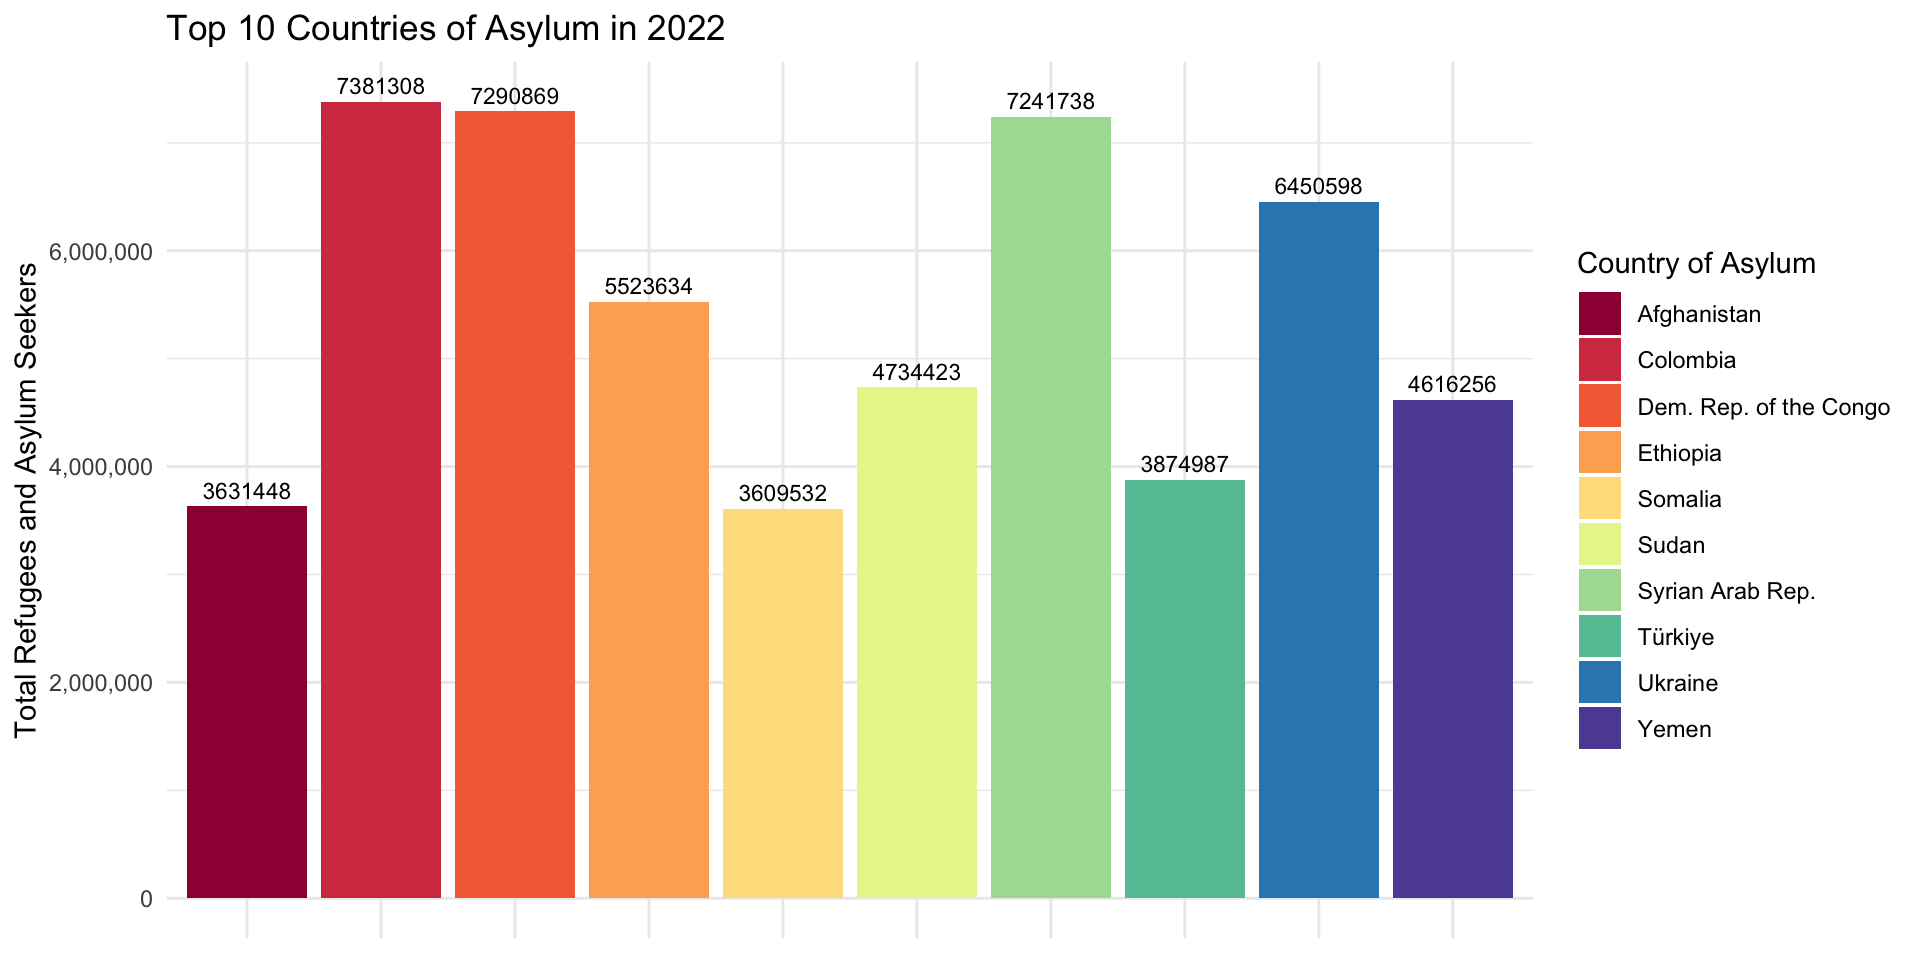 Top 10 Countries of Asylum in 2022
Total Refugees and Asylum Seekers
6,000,000
4,000,000
2,000,000
0
3631448
7381308
7290869
5523634
3609532
4734423
7241738
3874987
6450598
4616256
Country of Asylum
Afghanistan
Colombia
Dem. Rep. of the Congo
Ethiopia
Somalia
Sudan
Syrian Arab Rep.
Türkiye
Ukraine
Yemen